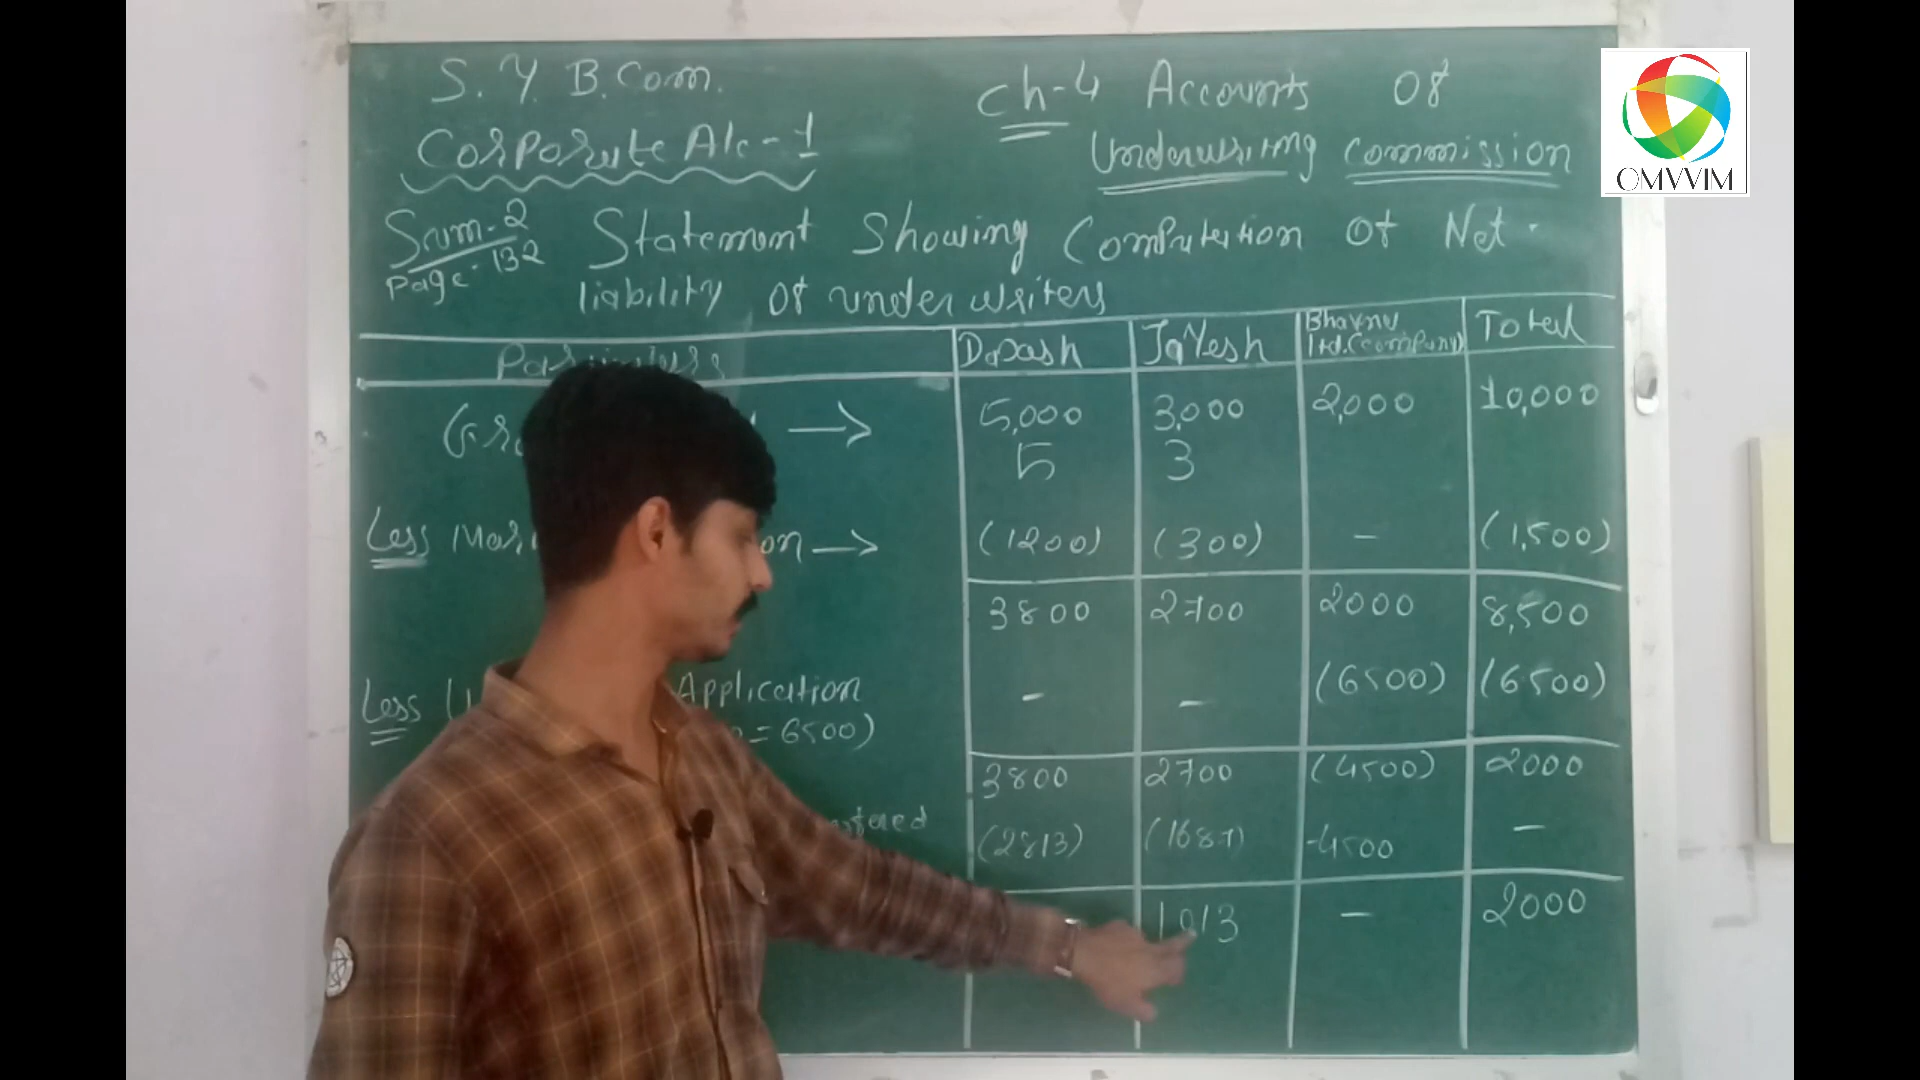 S. Y. B.Com.
Ch-4 Accounts Of
Corporate A/c - 1
Underwriting commission
OMVVIM
Sum-2 Statement Showing Computation Of Net
Page-132
liability Of underwriters
Dipash Jayesh Bhavnu Total
ltd. (company)
5,000 3,000 2,000 10,000
5 3
Less (1200) (300) - (1,500)
3800 2700 2000 8,500
Less Application - - (6500) (6500)
= 6500)
3800 2700 (4500) 2000
(2813) (1687) -4500 -
1013 - 2000